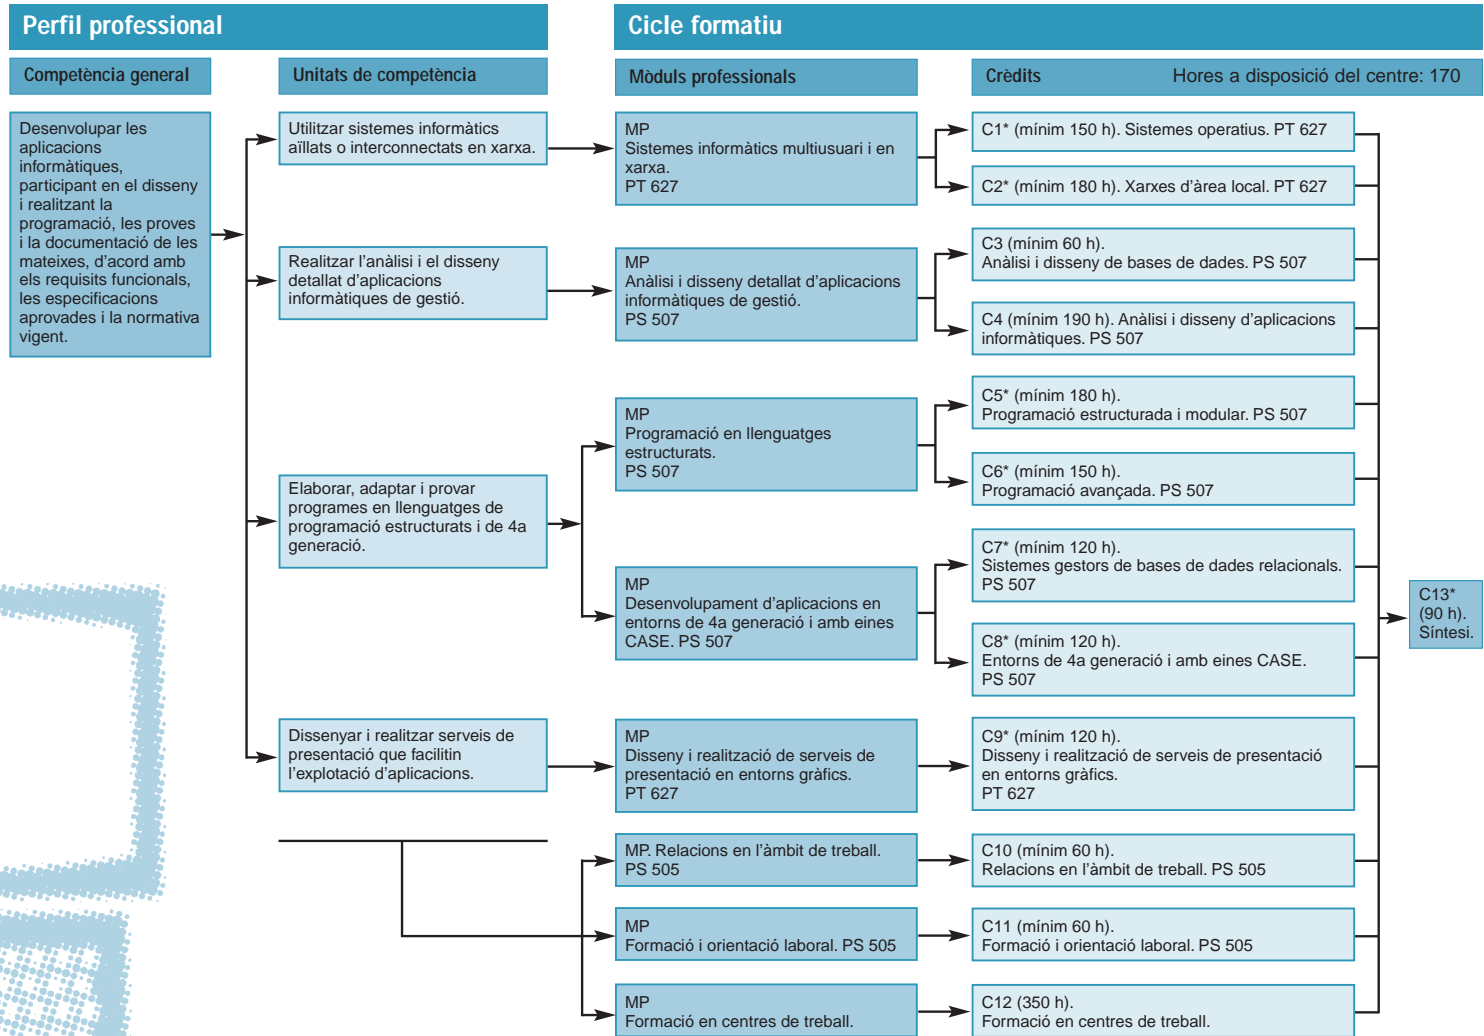 Perfil professional
Cicle formatiu
Competència general
Unitats de competència
Mòduls professionals
Crèdits
Hores a disposició del centre: 170
Desenvolupar les
aplicacions
informàtiques,
participant en el disseny
i realitzant la
programació, les proves
i la documentació de les
mateixes, d'acord amb
els requisits funcionals,
les especificacions
aprovades i la normativa
vigent.
Utilitzar sistemes informàtics
aïllats o interconnectats en xarxa.
Realitzar l'anàlisi i el disseny
detallat d'aplicacions
informàtiques de gestió.
Elaborar, adaptar i provar
programes en llenguatges de
programació estructurats i de 4a
generació.
Dissenyar i realitzar serveis de
presentació que facilitin
l'explotació d'aplicacions.
MP
Sistemes informàtics multiusuari i en
xarxa.
PT 627
MP
Anàlisi i disseny detallat d'aplicacions
informàtiques de gestió.
PS 507
MP
Programació en llenguatges
estructurats.
PS 507
MP
Desenvolupament d'aplicacions en
entorns de 4a generació i amb eines
CASE. PS 507
MP
Disseny i realització de serveis de
presentació en entorns gràfics.
PT 627
MP. Relacions en l'àmbit de treball.
PS 505
MP
Formació i orientació laboral. PS 505
MP
Formació en centres de treball.
C1* (mínim 150 h). Sistemes operatius. PT 627
C2* (mínim 180 h). Xarxes d'àrea local. PT 627
C3 (mínim 60 h).
Anàlisi i disseny de bases de dades. PS 507
C4 (mínim 190 h). Anàlisi i disseny d'aplicacions
informàtiques. PS 507
C5* (mínim 180 h).
Programació estructurada i modular. PS 507
C6* (mínim 150 h).
Programació avançada. PS 507
C7* (mínim 120 h).
Sistemes gestors de bases de dades relacionals.
PS 507
C8* (mínim 120 h).
Entorns de 4a generació i amb eines CASE.
PS 507
C9* (mínim 120 h).
Disseny i realització de serveis de presentació
en entorns gràfics.
PT 627
C10 (mínim 60 h).
Relacions en l'àmbit de treball. PS 505
C11 (mínim 60 h).
Formació i orientació laboral. PS 505
C12 (350 h).
Formació en centres de treball.
C13*
(90 h).
Síntesi.